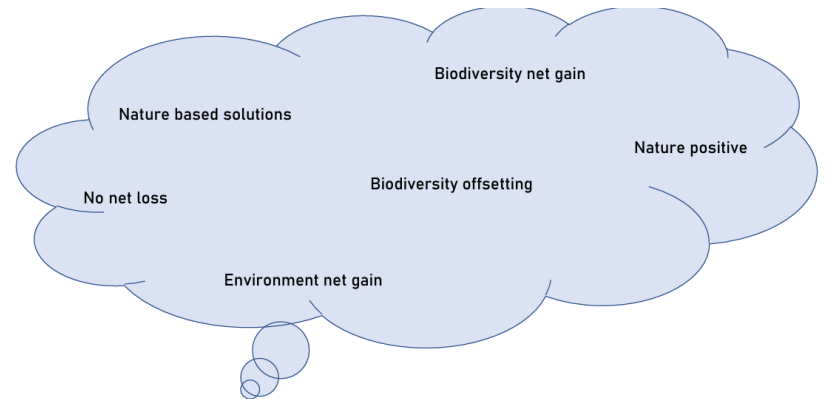 Biodiversity net gain
Nature based solutions
Nature positive
Biodiversity offsetting
No net loss
Environment net gain